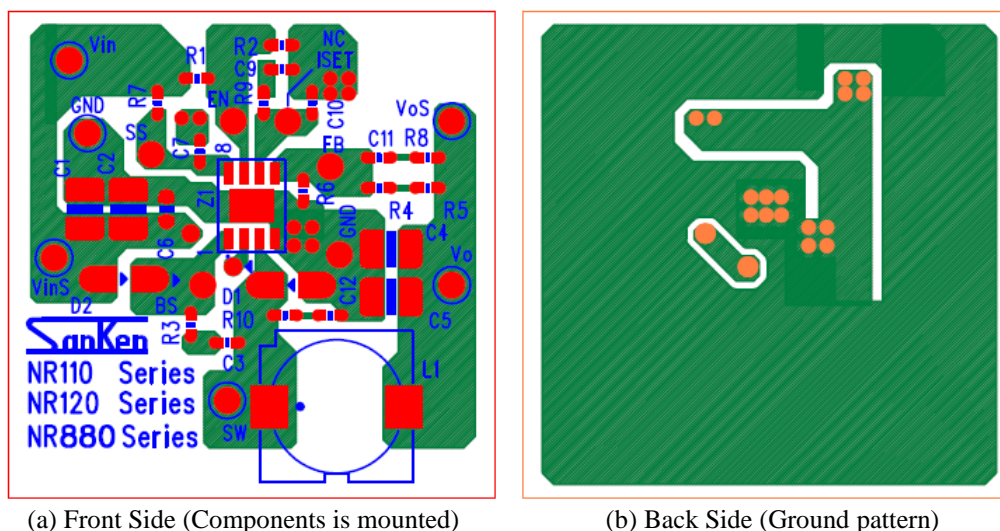 Vin
R2
NC
ISET
C9
R1
R7
R9
EN
C10
GND
VoS
SS
C7
8
FB
C11
R8
C1
C2
Z1
R6
R4
R5
GND
C4
C6
1
Vo
VinS
D2
BS
D1
C12
C5
R3
R10
C3
SanKen
L1
NR110 Series
NR120 Series
NR880 Series
SW
(a) Front Side (Components is mounted)
(b) Back Side (Ground pattern)